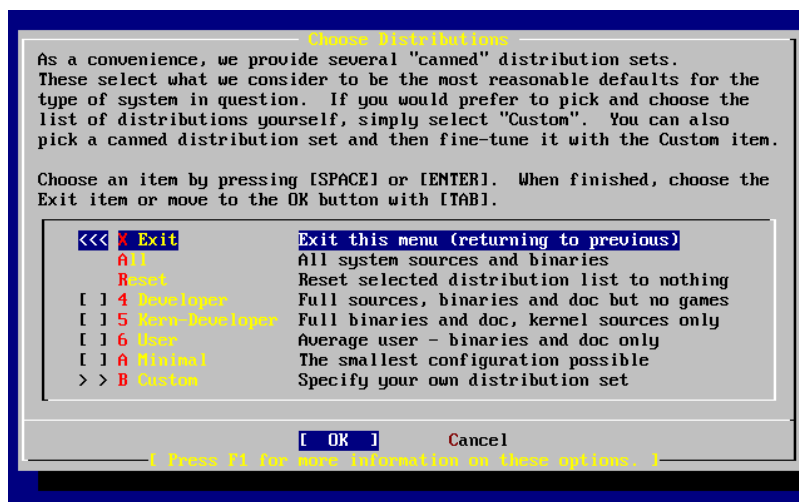 Choose Distributions
As a convenience, we provide several "canned" distribution sets.
These select what we consider to be the most reasonable defaults for the
type of system in question.  If you would prefer to pick and choose the
list of distributions yourself, simply select "Custom".  You can also
pick a canned distribution set and then fine-tune it with the Custom item.
Choose an item by pressing [SPACE] or [ENTER].  When finished, choose the
Exit item or move to the OK button with [TAB].
<<< X Exit Exit this menu (returning to previous)
All All system sources and binaries
Reset Reset selected distribution list to nothing
[ ] 4 Developer Full sources, binaries and doc but no games
[ ] 5 Kern-Developer Full binaries and doc, kernel sources only
[ ] 6 User Average user - binaries and doc only
[ ] A Minimal The smallest configuration possible
> > B Custom Specify your own distribution set
[ OK ] Cancel
[ Press F1 for more information on these options. ]